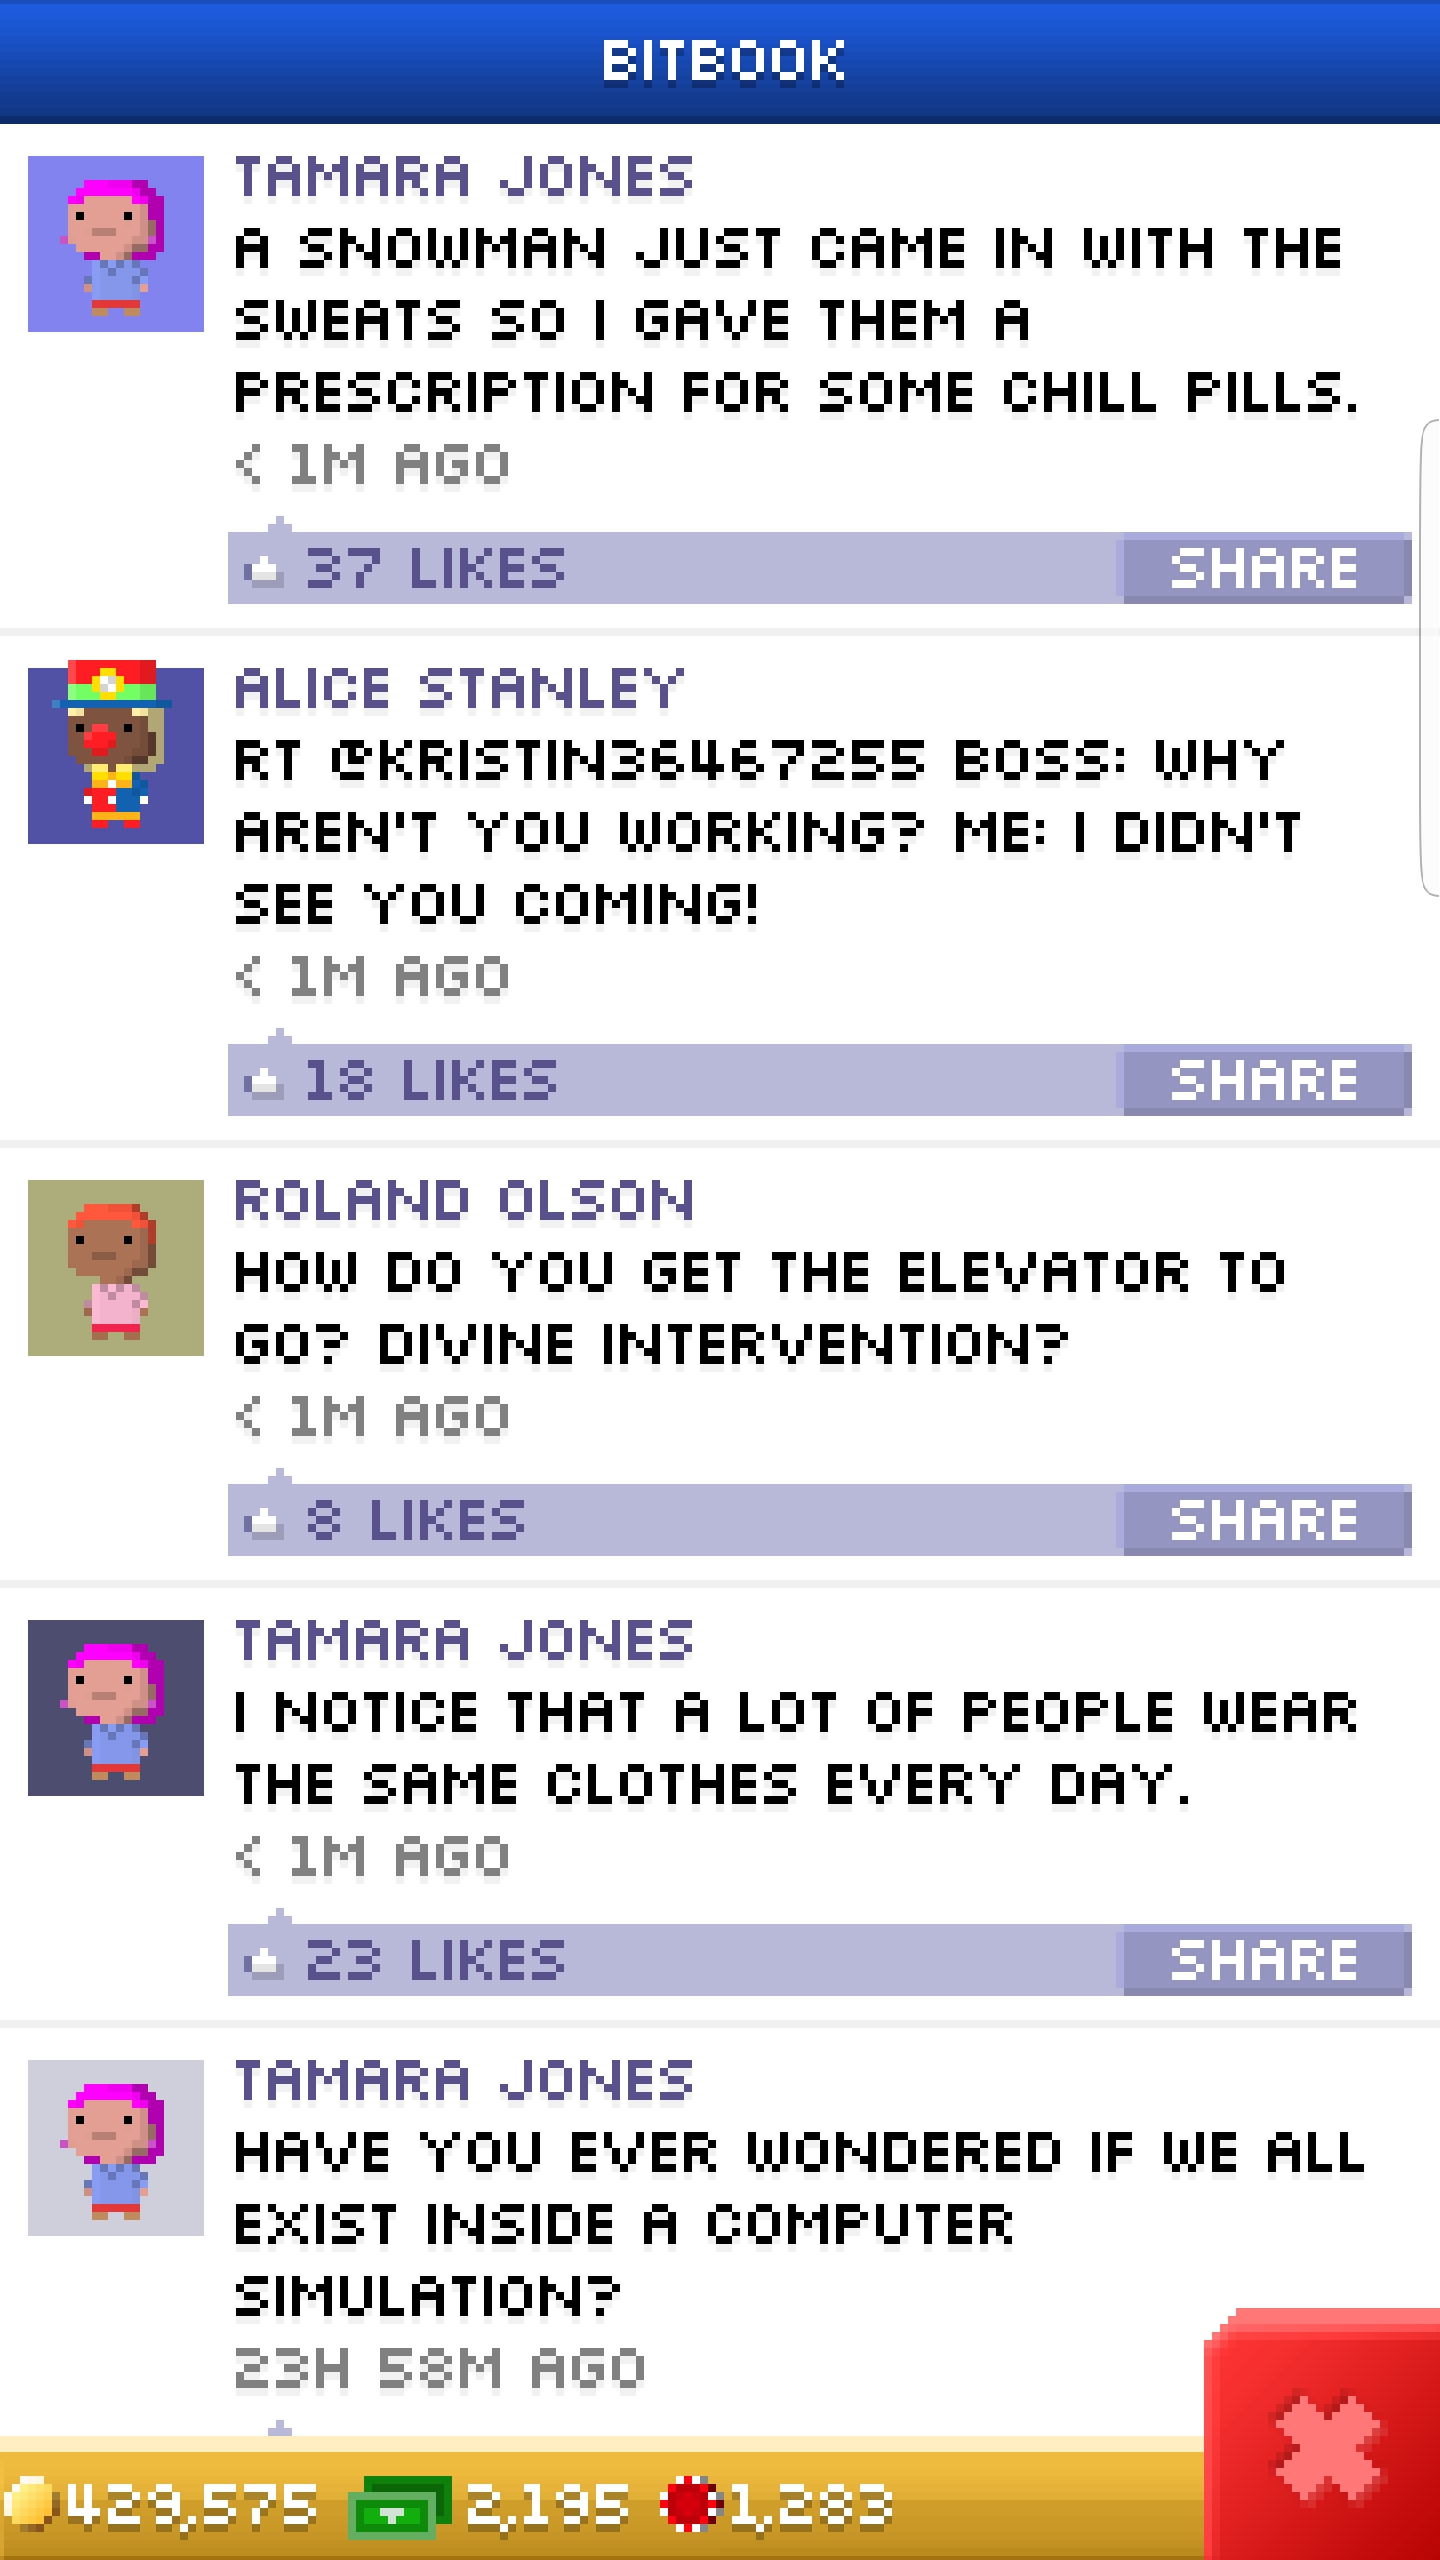 BITBOOK
TAMARA JONES
A SNOWMAN JUST CAME IN WITH THE
SWEATS SO I GAVE THEM A
PRESCRIPTION FOR SOME CHILL PILLS.
< 1M AGO
37 LIKES SHARE
ALICE STANLEY
RT @KRISTIN36467255 BOSS: WHY
AREN'T YOU WORKING? ME: I DIDN'T
SEE YOU COMING!
< 1M AGO
18 LIKES SHARE
ROLAND OLSON
HOW DO YOU GET THE ELEVATOR TO
GO? DIVINE INTERVENTION?
< 1M AGO
8 LIKES SHARE
TAMARA JONES
I NOTICE THAT A LOT OF PEOPLE WEAR
THE SAME CLOTHES EVERY DAY.
< 1M AGO
23 LIKES SHARE
TAMARA JONES
HAVE YOU EVER WONDERED IF WE ALL
EXIST INSIDE A COMPUTER
SIMULATION?
23H 58M AGO
429,575 2,195 1,283